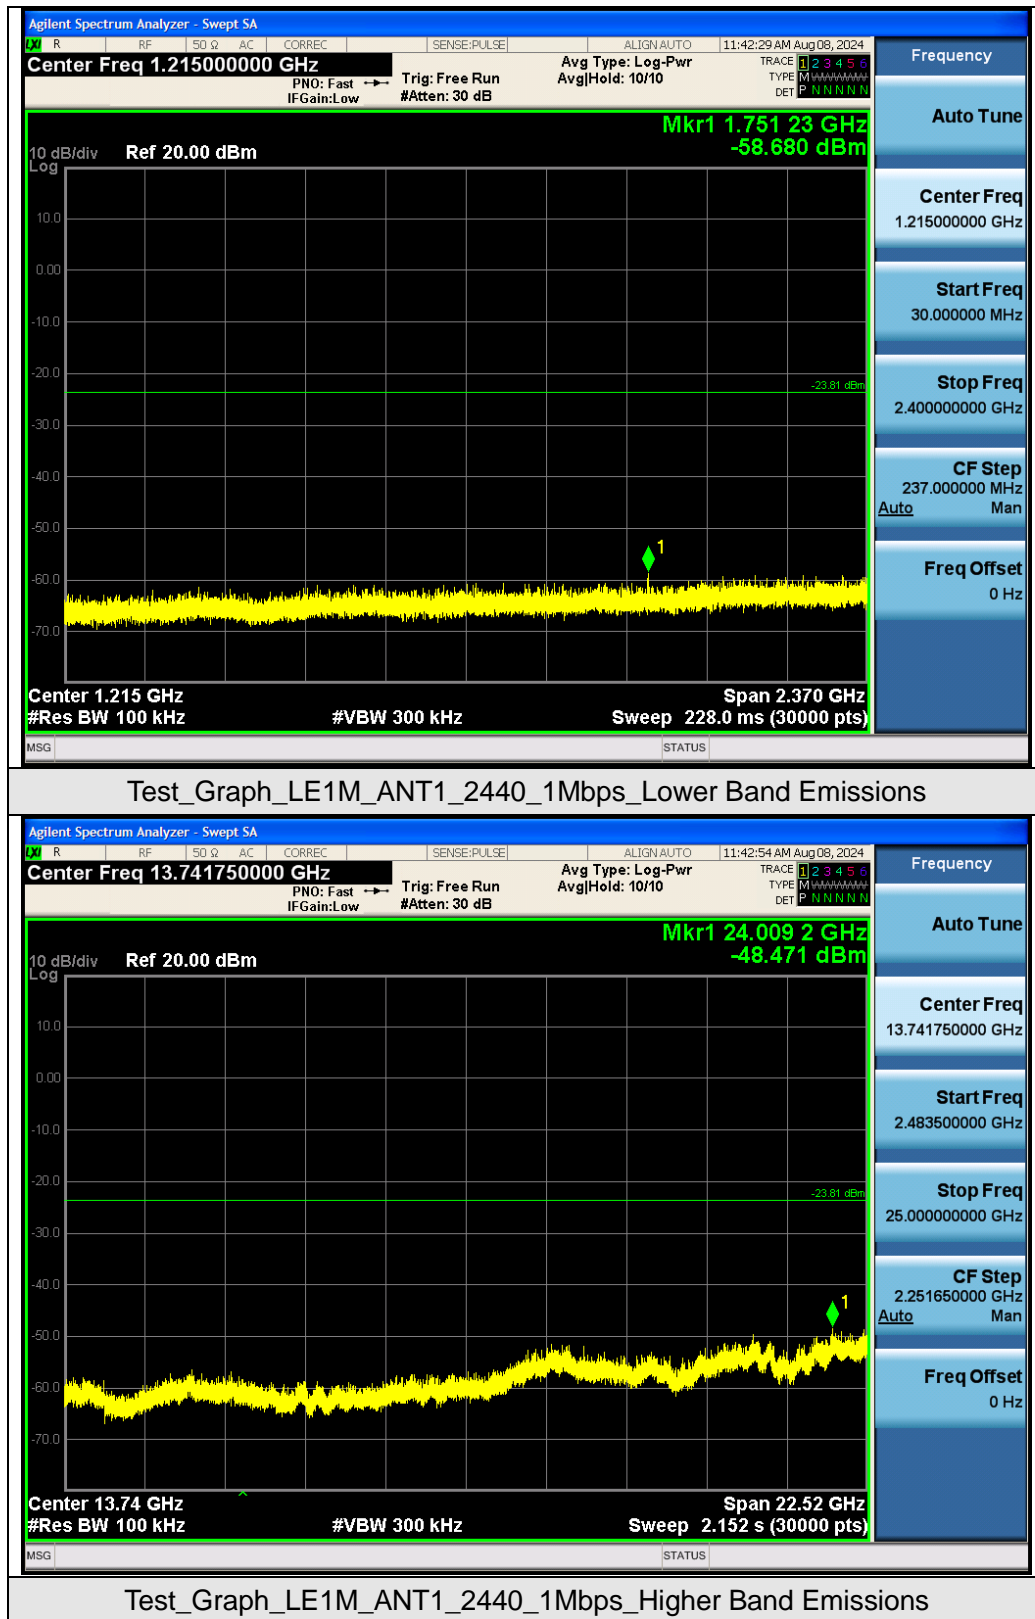 Agilent Spectrum Analyzer - Swept SA
LXI R RF 50 Ω AC CORREC SENSE:PULSE ALIGN AUTO 11:42:29 AM Aug 08, 2024
Center Freq 1.215000000 GHz
PNO: Fast
IFGain:Low
Trig: Free Run
#Atten: 30 dB
Avg Type: Log-Pwr
Avg|Hold: 10/10
TRACE 1 2 3 4 5 6
TYPE M WWWWW
DET P N N N N N
Mkr1 1.751 23 GHz
-58.680 dBm
10 dB/div
Log
Ref 20.00 dBm
10.0
0.00
-10.0
-20.0
-23.81 dBm
-30.0
-40.0
-50.0
1
-60.0
-70.0
Center 1.215 GHz
Span 2.370 GHz
#Res BW 100 kHz
#VBW 300 kHz
Sweep 228.0 ms (30000 pts)
MSG
STATUS
Frequency
Auto Tune
Center Freq
1.215000000 GHz
Start Freq
30.000000 MHz
Stop Freq
2.400000000 GHz
CF Step
237.000000 MHz
Auto Man
Freq Offset
0 Hz
Test_Graph_LE1M_ANT1_2440_1Mbps_Lower Band Emissions
Agilent Spectrum Analyzer - Swept SA
LXI R RF 50 Ω AC CORREC SENSE:PULSE ALIGN AUTO 11:42:54 AM Aug 08, 2024
Center Freq 13.741750000 GHz
PNO: Fast
IFGain:Low
Trig: Free Run
#Atten: 30 dB
Avg Type: Log-Pwr
Avg|Hold: 10/10
TRACE 1 2 3 4 5 6
TYPE M WWWWW
DET P N N N N N
Mkr1 24.009 2 GHz
-48.471 dBm
10 dB/div
Log
Ref 20.00 dBm
10.0
0.00
-10.0
-20.0
-23.81 dBm
-30.0
-40.0
1
-50.0
-60.0
-70.0
Center 13.74 GHz
Span 22.52 GHz
#Res BW 100 kHz
#VBW 300 kHz
Sweep 2.152 s (30000 pts)
MSG
STATUS
Frequency
Auto Tune
Center Freq
13.741750000 GHz
Start Freq
2.483500000 GHz
Stop Freq
25.000000000 GHz
CF Step
2.251650000 GHz
Auto Man
Freq Offset
0 Hz
Test_Graph_LE1M_ANT1_2440_1Mbps_Higher Band Emissions